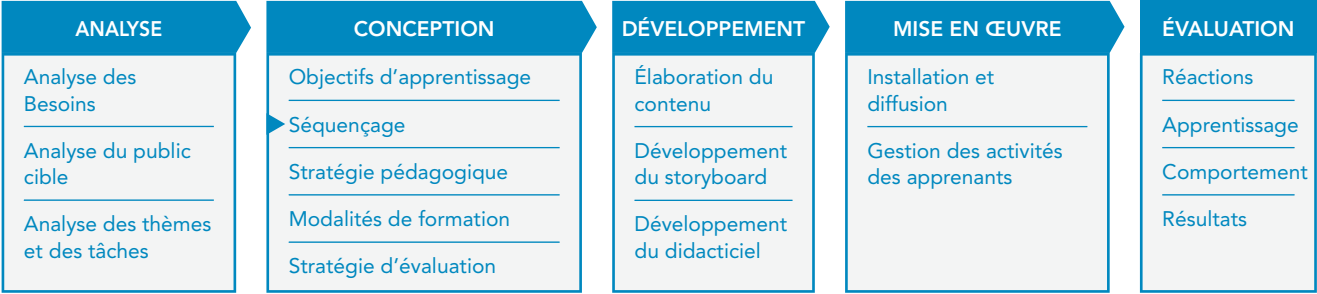 ANALYSE
Analyse des
Besoins
Analyse du public
cible
Analyse des thèmes
et des tâches
CONCEPTION
Objectifs d'apprentissage
Séquençage
Stratégie pédagogique
Modalités de formation
Stratégie d'évaluation
DÉVELOPPEMENT
Élaboration du
contenu
Développement
du storyboard
Développement
du didacticiel
MISE EN ŒUVRE
Installation et
diffusion
Gestion des activités
des apprenants
ÉVALUATION
Réactions
Apprentissage
Comportement
Résultats